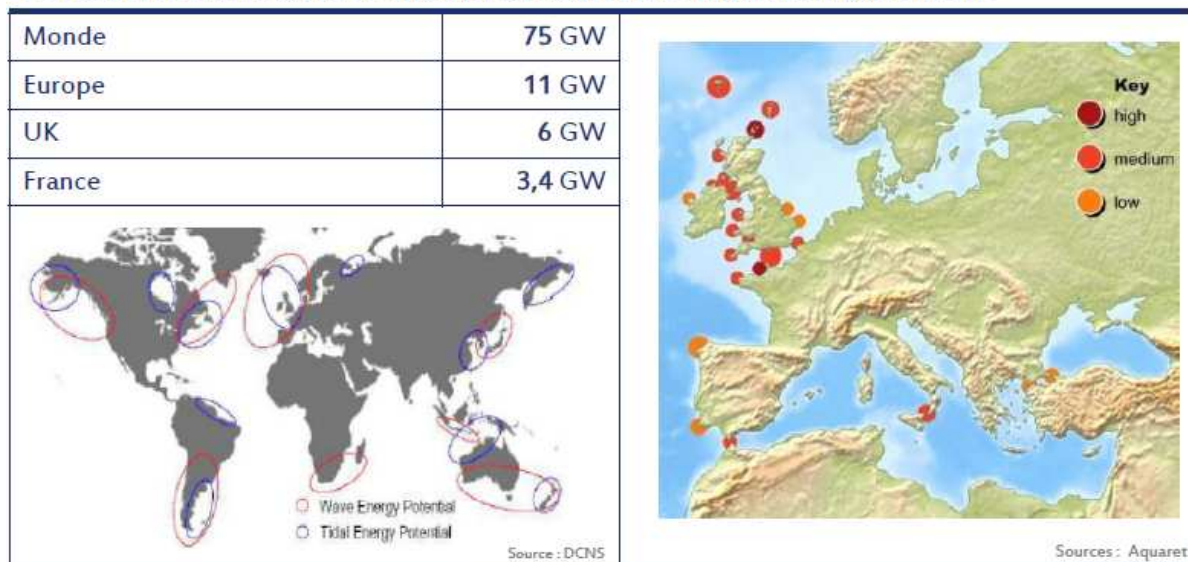 Monde 75 GW
Europe 11 GW
UK 6 GW
France 3,4 GW
Wave Energy Potential
Tidal Energy Potential
Source : DCNS
Key
high
medium
low
Sources : Aquaret